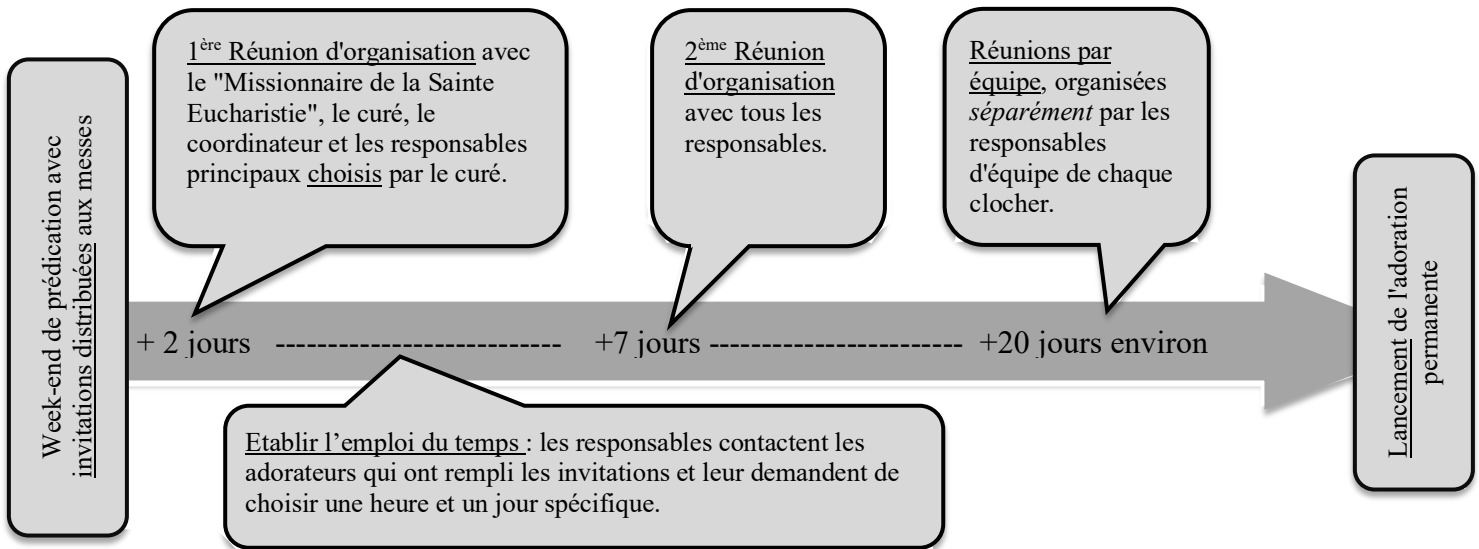 Week-end de prédication avec
invitations distribuées aux messes
1ère Réunion d'organisation avec
le "Missionnaire de la Sainte
Eucharistie", le curé, le
coordinateur et les responsables
principaux choisis par le curé.
2ème Réunion
d'organisation
avec tous les
responsables.
Réunions par
équipe, organisées
séparément par les
responsables
d'équipe de chaque
clocher.
+ 2 jours ---------------------------- +7 jours ------------------------- +20 jours environ
Etablir l’emploi du temps : les responsables contactent les
adorateurs qui ont rempli les invitations et leur demandent de
choisir une heure et un jour spécifique.
Lancement de l'adoration
permanente